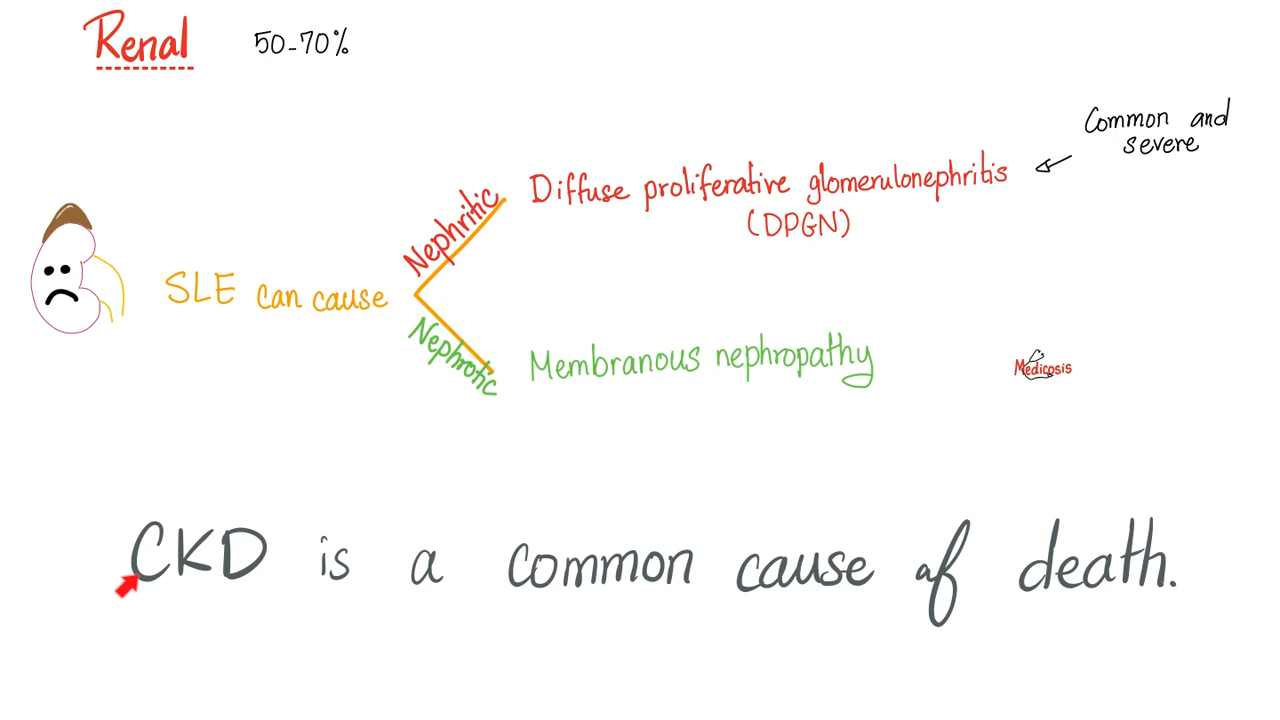 Renal 50-70%
Common and
severe
Diffuse proliferative glomerulonephritis
(DPGN)
Nephritic
SLE can cause
Nephrotic
Membranous nephropathy
Medicosis
CKD is a common cause of death.